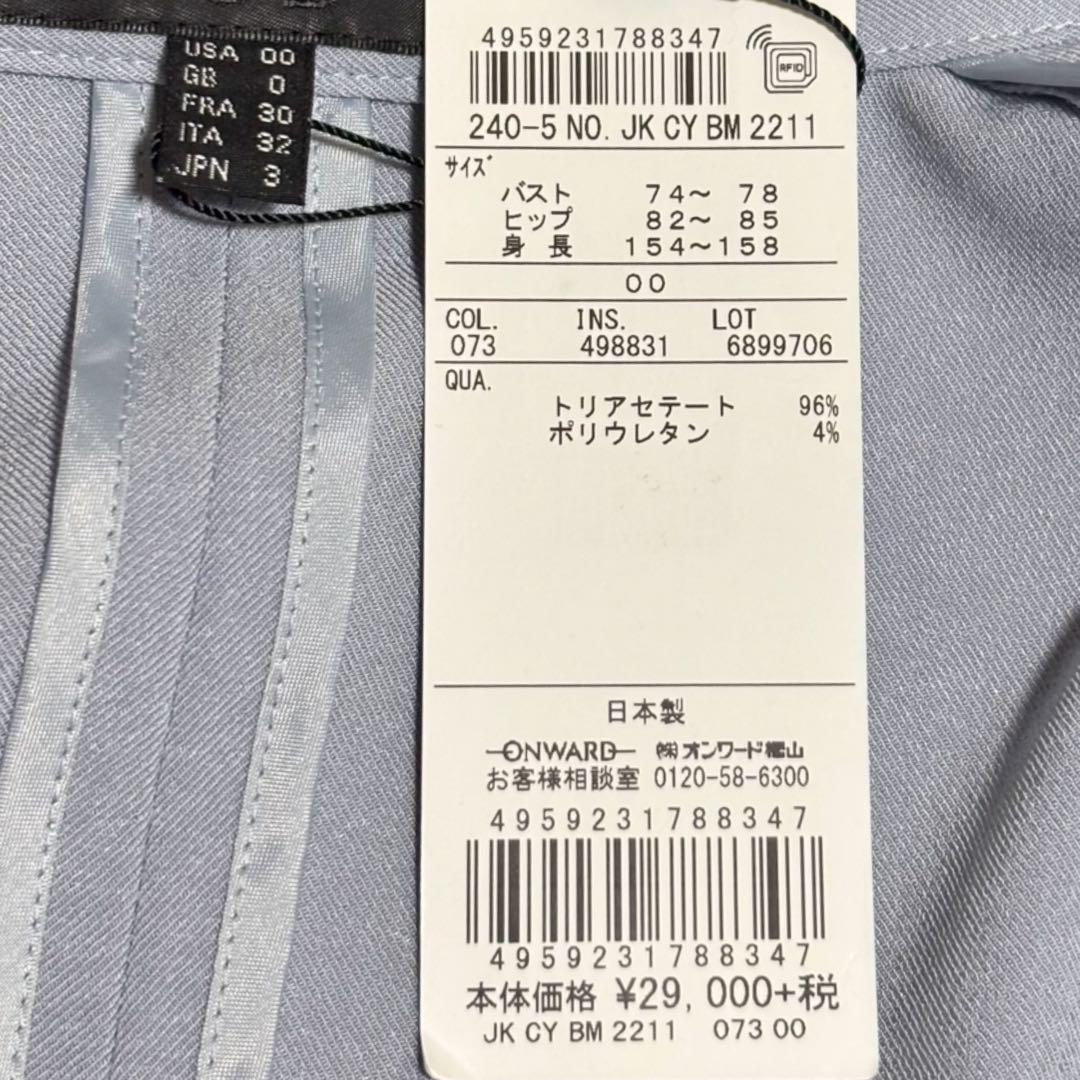 USA 00
GB 0
FRA 30
ITA 32
JPN 3
4959231788347
RFID
240-5 NO. JK CY BM 2211
サイズ
バスト 74～ 78
ヒップ 82～ 85
身 長 154～158
00
COL. INS. LOT
073 498831 6899706
QUA.
トリアセテート 96%
ポリウレタン 4%
日本製
ONWARD ㈱オンワード樫山
お客様相談室 0120-58-6300
4959231788347
4959231788347
本体価格 ¥29,000+税
JK CY BM 2211 073 00